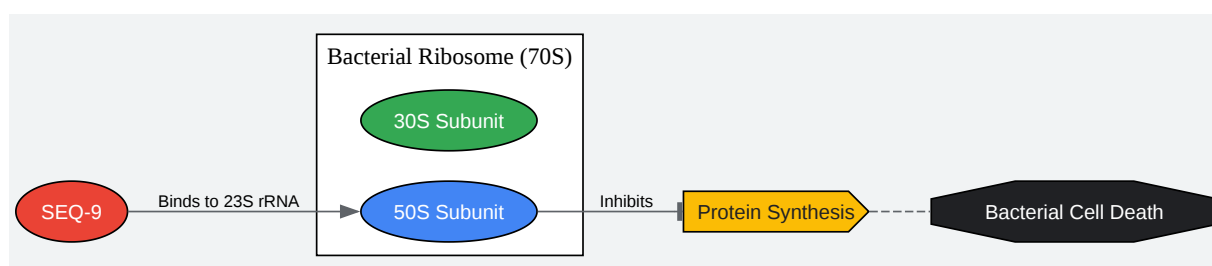 Bacterial Ribosome (70S)
30S Subunit
SEQ-9
Binds to 23S rRNA
50S Subunit
Inhibits
Protein Synthesis
Bacterial Cell Death